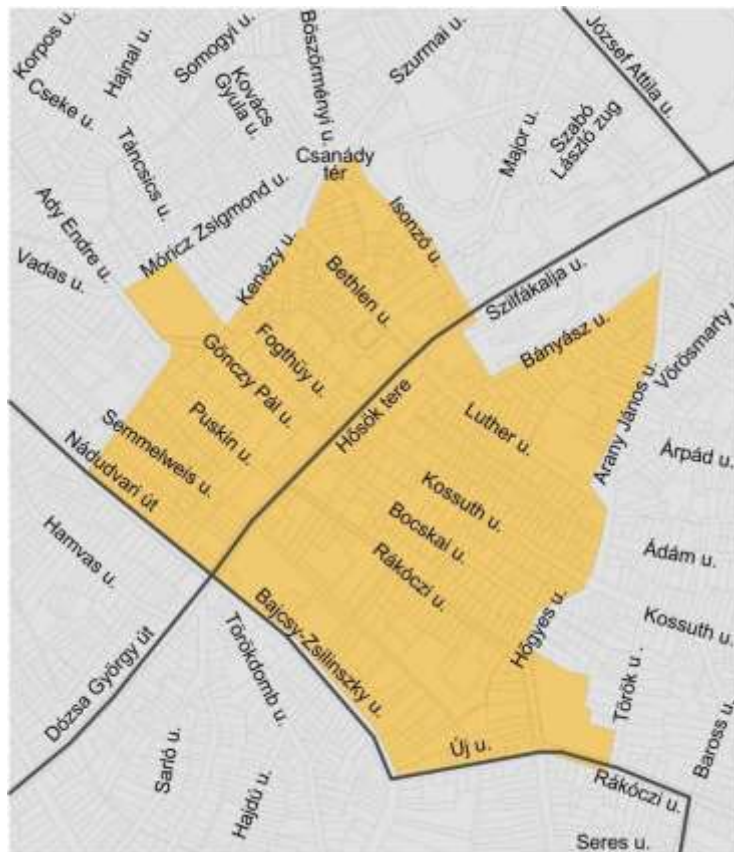 Korpos u.
Hajnal u.
Somogyi u.
Kovács
Gyula u.
Böszörményi u.
Szurmai u.
József Attila u.
Cseke u.
Táncsics u.
Major u.
Szabó
László zug
Csanády
tér
Ady Endre u.
Móricz Zsigmond u.
Isonzó u.
Vadas u.
Kenézy u.
Bethlen u.
Szilfákalja u.
Bányász u.
Vörösmarty u
Gönczy Pál u.
Fogthüy u.
Hősök tere
Luther u.
Arany János u.
Puskin u.
Semmelweis u.
Nádudvari út
Kossuth u.
Árpád u.
Bocskai u.
Rákóczi u.
Ádám u.
Hamvas u.
Bajcsy-Zsilinszky u.
Hőgyes u.
Kossuth u.
Törökdomb u.
Dózsa György út
Török u.
Baross u.
Sarló u.
Új u.
Hajdú u.
Rákóczi u.
Seres u.